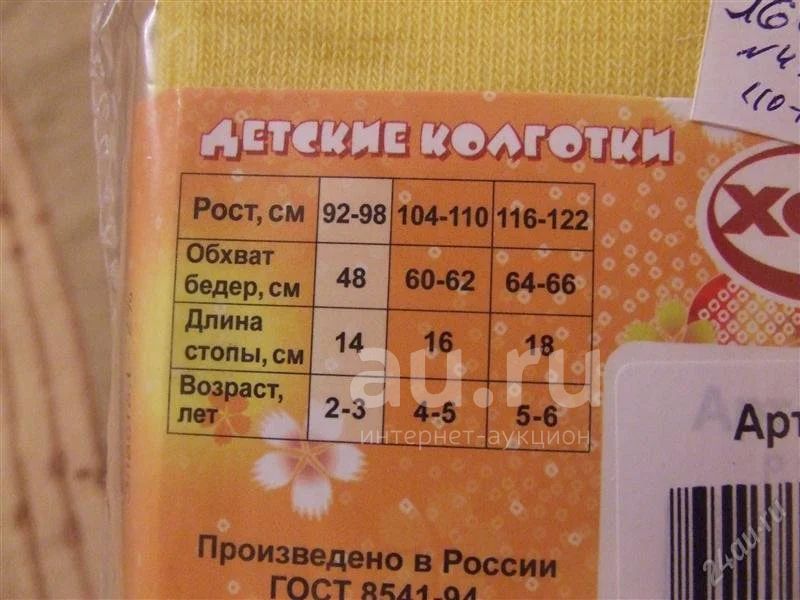 ДЕТСКИЕ КОЛГОТКИ
Рост, см 92-98 104-110 116-122
Обхват бедер, см 48 60-62 64-66
Длина стопы, см 14 16 18
Возраст, лет 2-3 4-5 5-6
au.ru
интернет-аукцион
Произведено в России
ГОСТ 8541-94
Арт
24au.ru